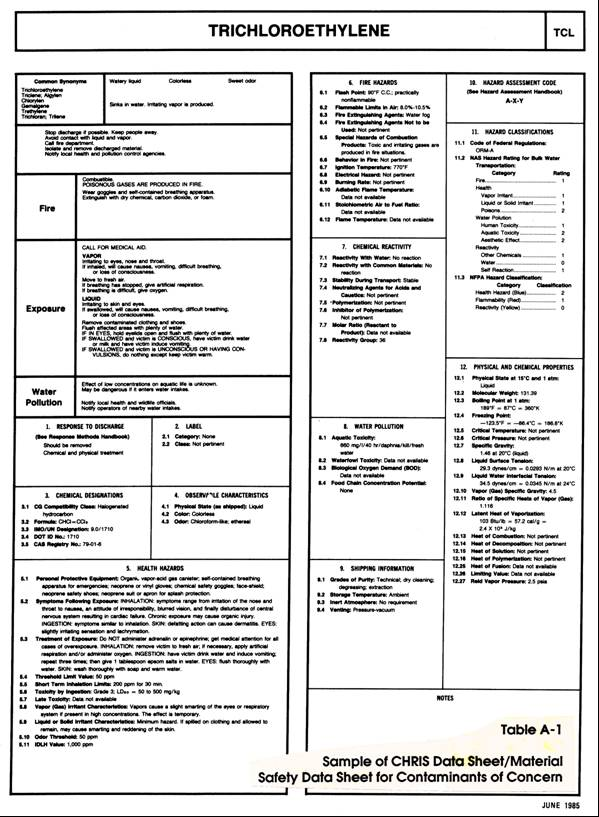 TRICHLOROETHYLENE
TCL
Common Synonyms
Trichloroethylene
Triclene; Algylen
Chlorylen
Gemalgene
Trethylene
Trichloran; Trilene
Watery liquid Colorless Sweet odor
Sinks in water. Irritating vapor is produced.
Stop discharge if possible. Keep people away.
Avoid contact with liquid and vapor.
Call fire department.
Isolate and remove discharged material.
Notify local health and pollution control agencies.
Fire
Combustible.
POISONOUS GASES ARE PRODUCED IN FIRE.
Wear goggles and self-contained breathing apparatus.
Extinguish with dry chemical, carbon dioxide, or foam.
Exposure
CALL FOR MEDICAL AID.
VAPOR
Irritating to eyes, nose and throat.
If inhaled, will cause nausea, vomiting, difficult breathing,
or loss of consciousness.
Move to fresh air.
If breathing has stopped, give artificial respiration.
If breathing is difficult, give oxygen.
LIQUID
Irritating to skin and eyes.
If swallowed, will cause nausea, vomiting, difficult breathing,
or loss of consciousness.
Remove contaminated clothing and shoes.
Flush affected areas with plenty of water.
IF IN EYES, hold eyelids open and flush with plenty of water.
IF SWALLOWED and victim is CONSCIOUS, have victim drink water
or milk and have victim induce vomiting.
IF SWALLOWED and victim is UNCONSCIOUS OR HAVING CON-
VULSIONS, do nothing except keep victim warm.
Water
Pollution
Effect of low concentrations on aquatic life is unknown.
May be dangerous if it enters water intakes.
Notify local health and wildlife officials.
Notify operators of nearby water intakes.
1. RESPONSE TO DISCHARGE
(See Response Methods Handbook)
Should be removed
Chemical and physical treatment
2. LABEL
2.1 Category: None
2.2 Class: Not pertinent
3. CHEMICAL DESIGNATIONS
3.1 CG Compatibility Class: Halogenated
hydrocarbon
3.2 Formula: CHCl=CCl₂
3.3 IMO/UN Designation: 9.0/1710
3.4 DOT ID No.: 1710
3.5 CAS Registry No.: 79-01-6
4. OBSERVABLE CHARACTERISTICS
4.1 Physical State (as shipped): Liquid
4.2 Color: Colorless
4.3 Odor: Chloroform-like; ethereal
5. HEALTH HAZARDS
5.1 Personal Protective Equipment: Organic vapor-acid gas canister; self-contained breathing
apparatus for emergencies; neoprene or vinyl gloves; chemical safety goggles, face-shield;
neoprene safety shoes; neoprene suit or apron for splash protection.
5.2 Symptoms Following Exposure: INHALATION: symptoms range from irritation of the nose and
throat to nausea, an attitude of irresponsibility, blurred vision, and finally disturbance of central
nervous system resulting in cardiac failure. Chronic exposure may cause organic injury.
INGESTION: symptoms similar to inhalation. SKIN: defatting action can cause dermatitis. EYES:
slightly irritating sensation and lachrymation.
5.3 Treatment of Exposure: Do NOT administer adrenalin or epinephrine; get medical attention for all
cases of overexposure. INHALATION: remove victim to fresh air; if necessary, apply artificial
respiration and/or administer oxygen. INGESTION: have victim drink water and induce vomiting;
repeat three times; then give 1 tablespoon epsom salts in water. EYES: flush thoroughly with
water. SKIN: wash thoroughly with soap and warm water.
5.4 Threshold Limit Value: 50 ppm
5.5 Short Term Inhalation Limits: 200 ppm for 30 min.
5.6 Toxicity by Ingestion: Grade 3; LD₅₀ = 50 to 500 mg/kg
5.7 Late Toxicity: Data not available
5.8 Vapor (Gas) Irritant Characteristics: Vapors cause a slight smarting of the eyes or respiratory
system if present in high concentrations. The effect is temporary.
5.9 Liquid or Solid Irritant Characteristics: Minimum hazard. If spilled on clothing and allowed to
remain, may cause smarting and reddening of the skin.
5.10 Odor Threshold: 50 ppm
5.11 IDLH Value: 1,000 ppm
6. FIRE HAZARDS
6.1 Flash Point: 90°F C.C.; practically
nonflammable
6.2 Flammable Limits in Air: 8.0%-10.5%
6.3 Fire Extinguishing Agents: Water fog
6.4 Fire Extinguishing Agents Not to be
Used: Not pertinent
6.5 Special Hazards of Combustion
Products: Toxic and irritating gases are
produced in fire situations.
6.6 Behavior in Fire: Not pertinent
6.7 Ignition Temperature: 770°F
6.8 Electrical Hazard: Not pertinent
6.9 Burning Rate: Not pertinent
6.10 Adiabatic Flame Temperature:
Data not available
6.11 Stoichiometric Air to Fuel Ratio:
Data not available
6.12 Flame Temperature: Data not available
7. CHEMICAL REACTIVITY
7.1 Reactivity With Water: No reaction
7.2 Reactivity with Common Materials: No
reaction
7.3 Stability During Transport: Stable
7.4 Neutralizing Agents for Acids and
Caustics: Not pertinent
7.5 Polymerization: Not pertinent
7.6 Inhibitor of Polymerization:
Not pertinent
7.7 Molar Ratio (Reactant to
Product): Data not available
7.8 Reactivity Group: 36
8. WATER POLLUTION
8.1 Aquatic Toxicity:
660 mg/l/40 hr/daphnia/kill/fresh
water
8.2 Waterfowl Toxicity: Data not available
8.3 Biological Oxygen Demand (BOD):
Data not available
8.4 Food Chain Concentration Potential:
None
9. SHIPPING INFORMATION
9.1 Grades of Purity: Technical; dry cleaning;
degreasing; extraction
9.2 Storage Temperature: Ambient
9.3 Inert Atmosphere: No requirement
9.4 Venting: Pressure-vacuum
10. HAZARD ASSESSMENT CODE
(See Hazard Assessment Handbook)
A-X-Y
11. HAZARD CLASSIFICATIONS
11.1 Code of Federal Regulations:
ORM-A
11.2 NAS Hazard Rating for Bulk Water
Transportation:
Category Rating
Fire 1
Health
Vapor Irritant 1
Liquid or Solid Irritant 1
Poisons 2
Water Pollution
Human Toxicity 1
Aquatic Toxicity 2
Aesthetic Effect 2
Reactivity
Other Chemicals 1
Water 0
Self Reaction 1
11.3 NFPA Hazard Classification:
Category Classification
Health Hazard (Blue) 2
Flammability (Red) 1
Reactivity (Yellow) 0
12. PHYSICAL AND CHEMICAL PROPERTIES
12.1 Physical State at 15°C and 1 atm:
Liquid
12.2 Molecular Weight: 131.39
12.3 Boiling Point at 1 atm:
189°F = 87°C = 360°K
12.4 Freezing Point:
—123.5°F = —86.4°C = 186.8°K
12.5 Critical Temperature: Not pertinent
12.6 Critical Pressure: Not pertinent
12.7 Specific Gravity:
1.46 at 20°C (liquid)
12.8 Liquid Surface Tension:
29.3 dynes/cm = 0.0293 N/m at 20°C
12.9 Liquid Water Interfacial Tension:
34.5 dynes/cm = 0.0345 N/m at 24°C
12.10 Vapor (Gas) Specific Gravity: 4.5
12.11 Ratio of Specific Heats of Vapor (Gas):
1.116
12.12 Latent Heat of Vaporization:
103 Btu/lb = 57.2 cal/g =
2.4 X 10⁵ J/kg
12.13 Heat of Combustion: Not pertinent
12.14 Heat of Decomposition: Not pertinent
12.15 Heat of Solution: Not pertinent
12.16 Heat of Polymerization: Not pertinent
12.25 Heat of Fusion: Data not available
12.26 Limiting Value: Data not available
12.27 Reid Vapor Pressure: 2.5 psia
NOTES
Table A-1
Sample of CHRIS Data Sheet/Material
Safety Data Sheet for Contaminants of Concern
JUNE 1985